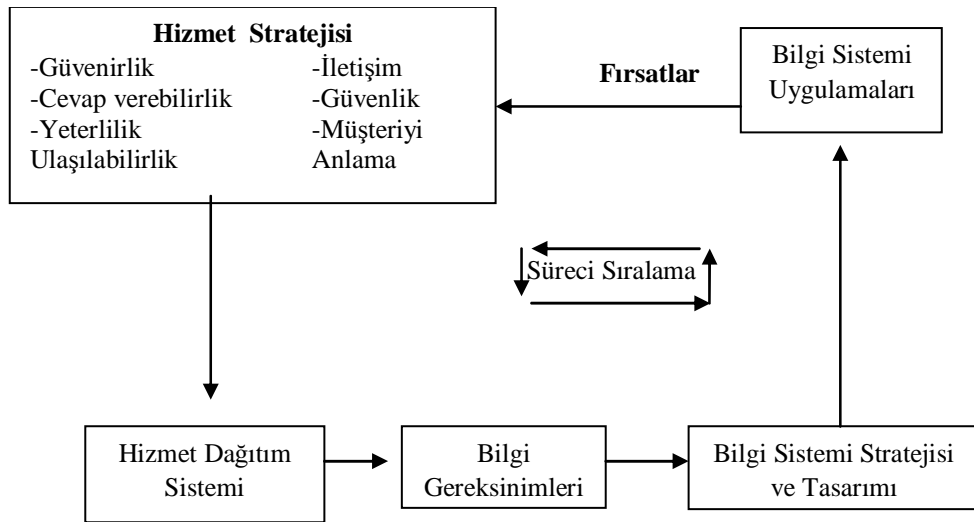 Hizmet Stratejisi
-Güvenirlik -İletişim
-Cevap verebilirlik -Güvenlik
-Yeterlilik -Müşteriyi
Ulaşılabilirlik Anlama
Fırsatlar
Bilgi Sistemi
Uygulamaları
Süreci Sıralama
Hizmet Dağıtım
Sistemi
Bilgi
Gereksinimleri
Bilgi Sistemi Stratejisi
ve Tasarımı